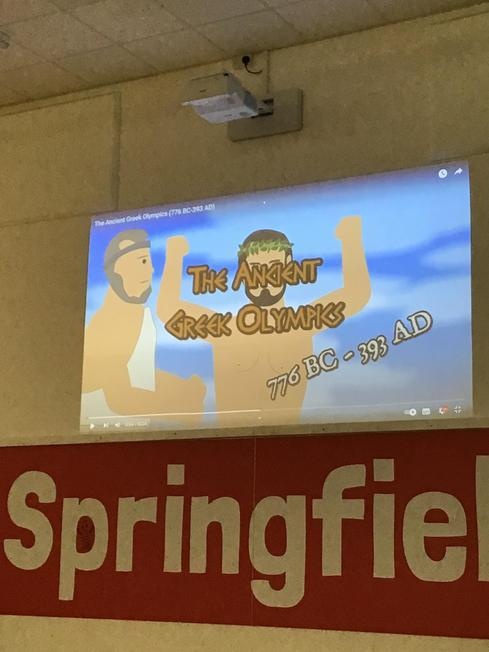 The Ancient Greek Olympics (776 BC-393 AD)
THE ANCIENT
GREEK OLYMPICS
776 BC - 393 AD
Springfiel